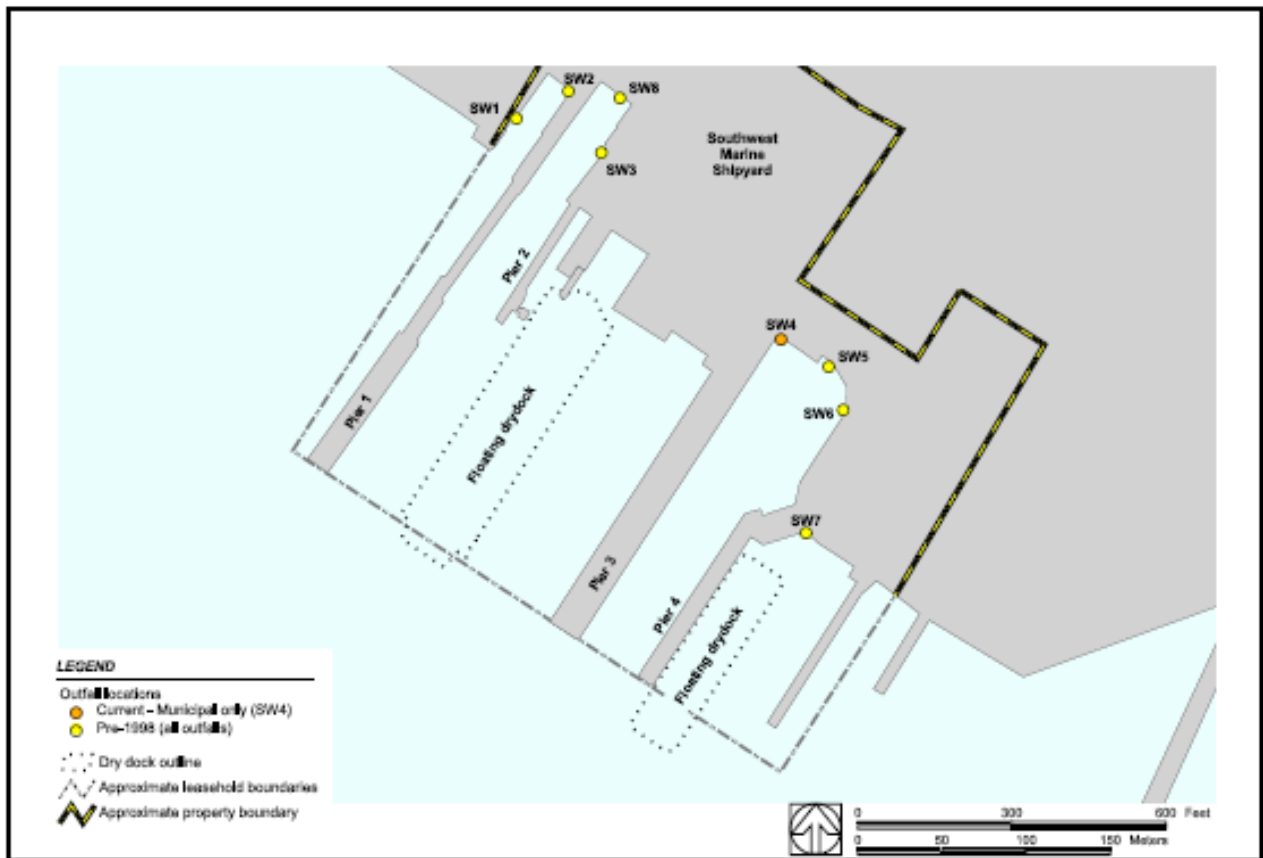 SW2
SW8
SW1
SW3
Southwest
Marine
Shipyard
Pier 2
SW4
SW5
SW6
Pier 1
Floating drydock
SW7
Pier 3
Pier 4
Floating drydock
LEGEND
Outfall locations
Current – Municipal only (SW4)
Pre–1998 (all outfalls)
Dry dock outline
Approximate leasehold boundaries
Approximate property boundary
0 300 600 Feet
0 50 100 150 Meters